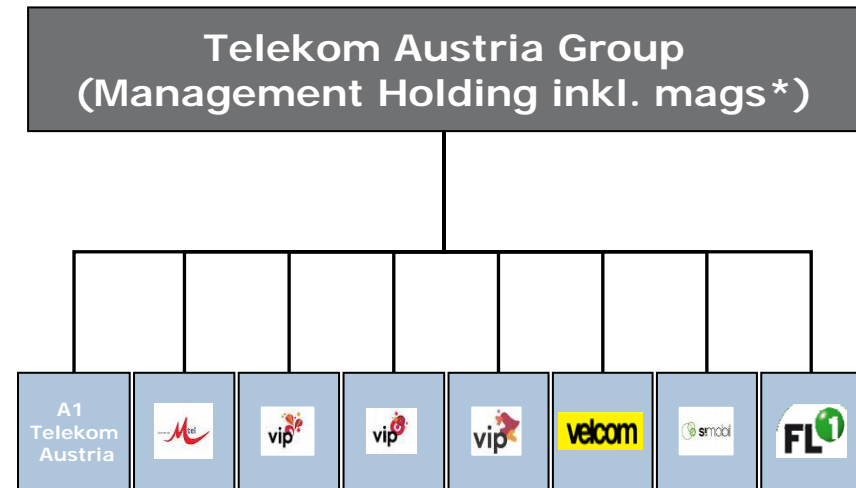 Telekom Austria Group
(Management Holding inkl. mags*)
A1
Telekom
Austria
Mtel
vip
vip
vip
velcom
si.mobil
FL1